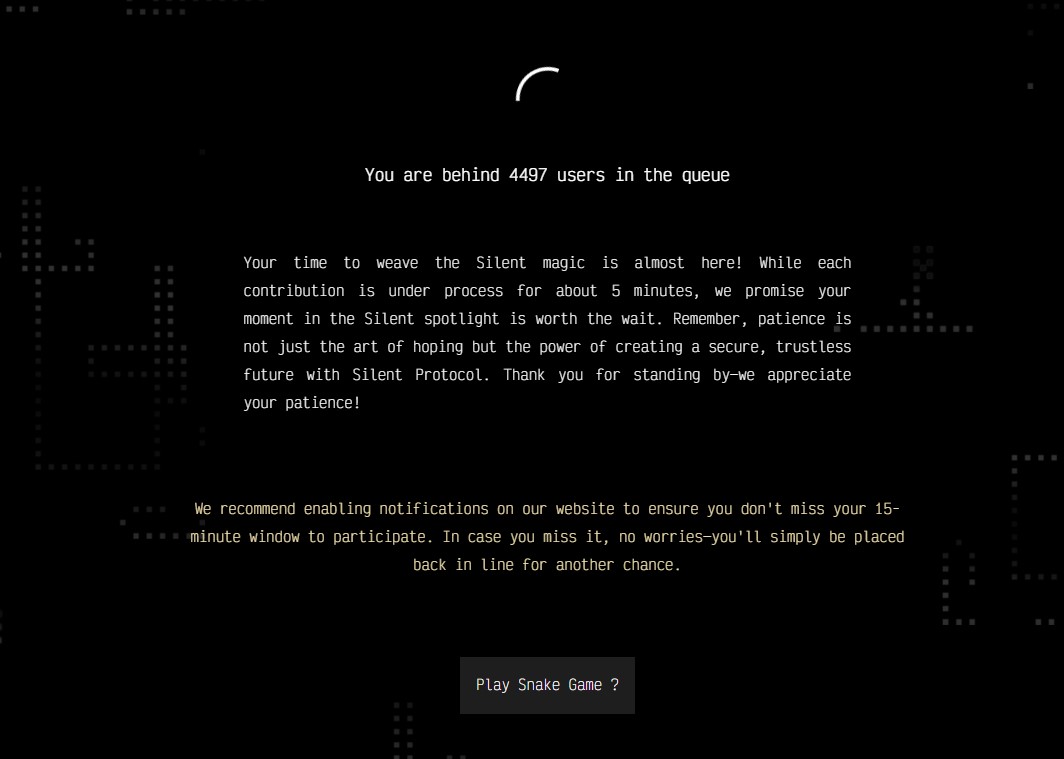 You are behind 4497 users in the queue
Your time to weave the Silent magic is almost here! While each
contribution is under process for about 5 minutes, we promise your
moment in the Silent spotlight is worth the wait. Remember, patience is
not just the art of hoping but the power of creating a secure, trustless
future with Silent Protocol. Thank you for standing by—we appreciate
your patience!
We recommend enabling notifications on our website to ensure you don't miss your 15-
minute window to participate. In case you miss it, no worries—you'll simply be placed
back in line for another chance.
Play Snake Game ?